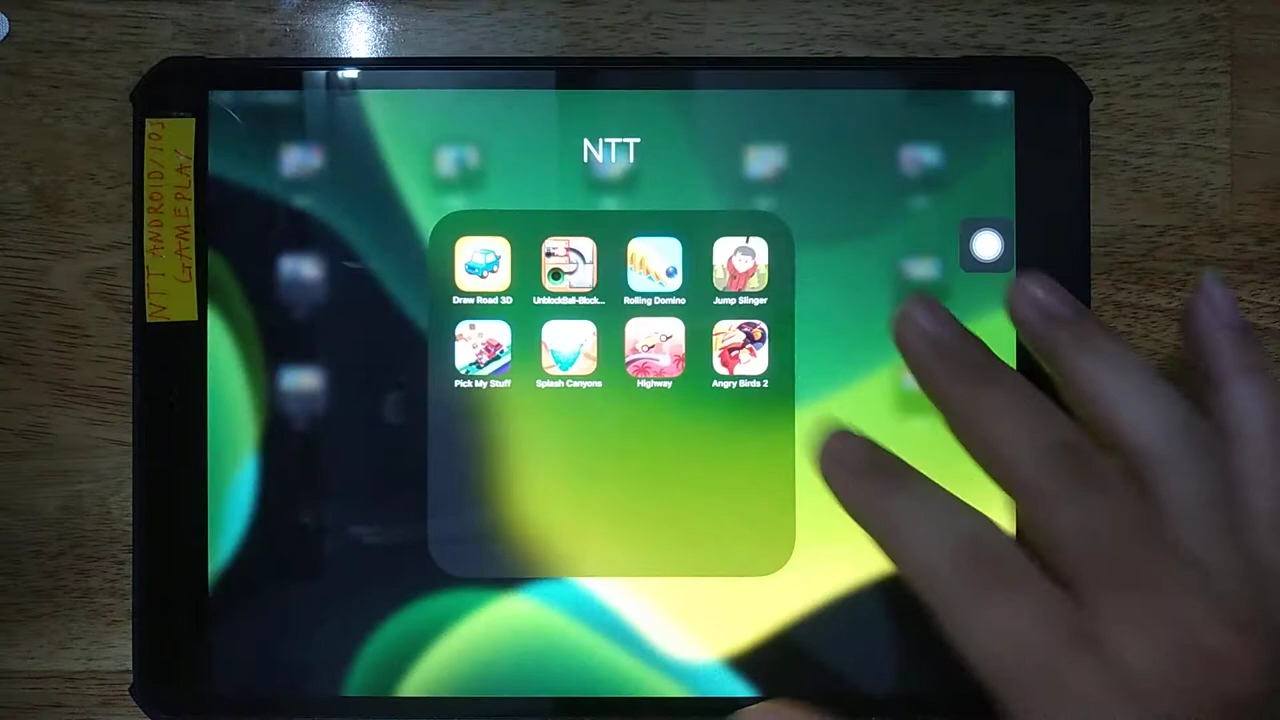 NTT ANDROID/IOS
GAMEPLAY
NTT
Draw Road 3D
UnblockBall-Block...
Rolling Domino
Jump Slinger
Pick My Stuff
Splash Canyons
Highway
Angry Birds 2